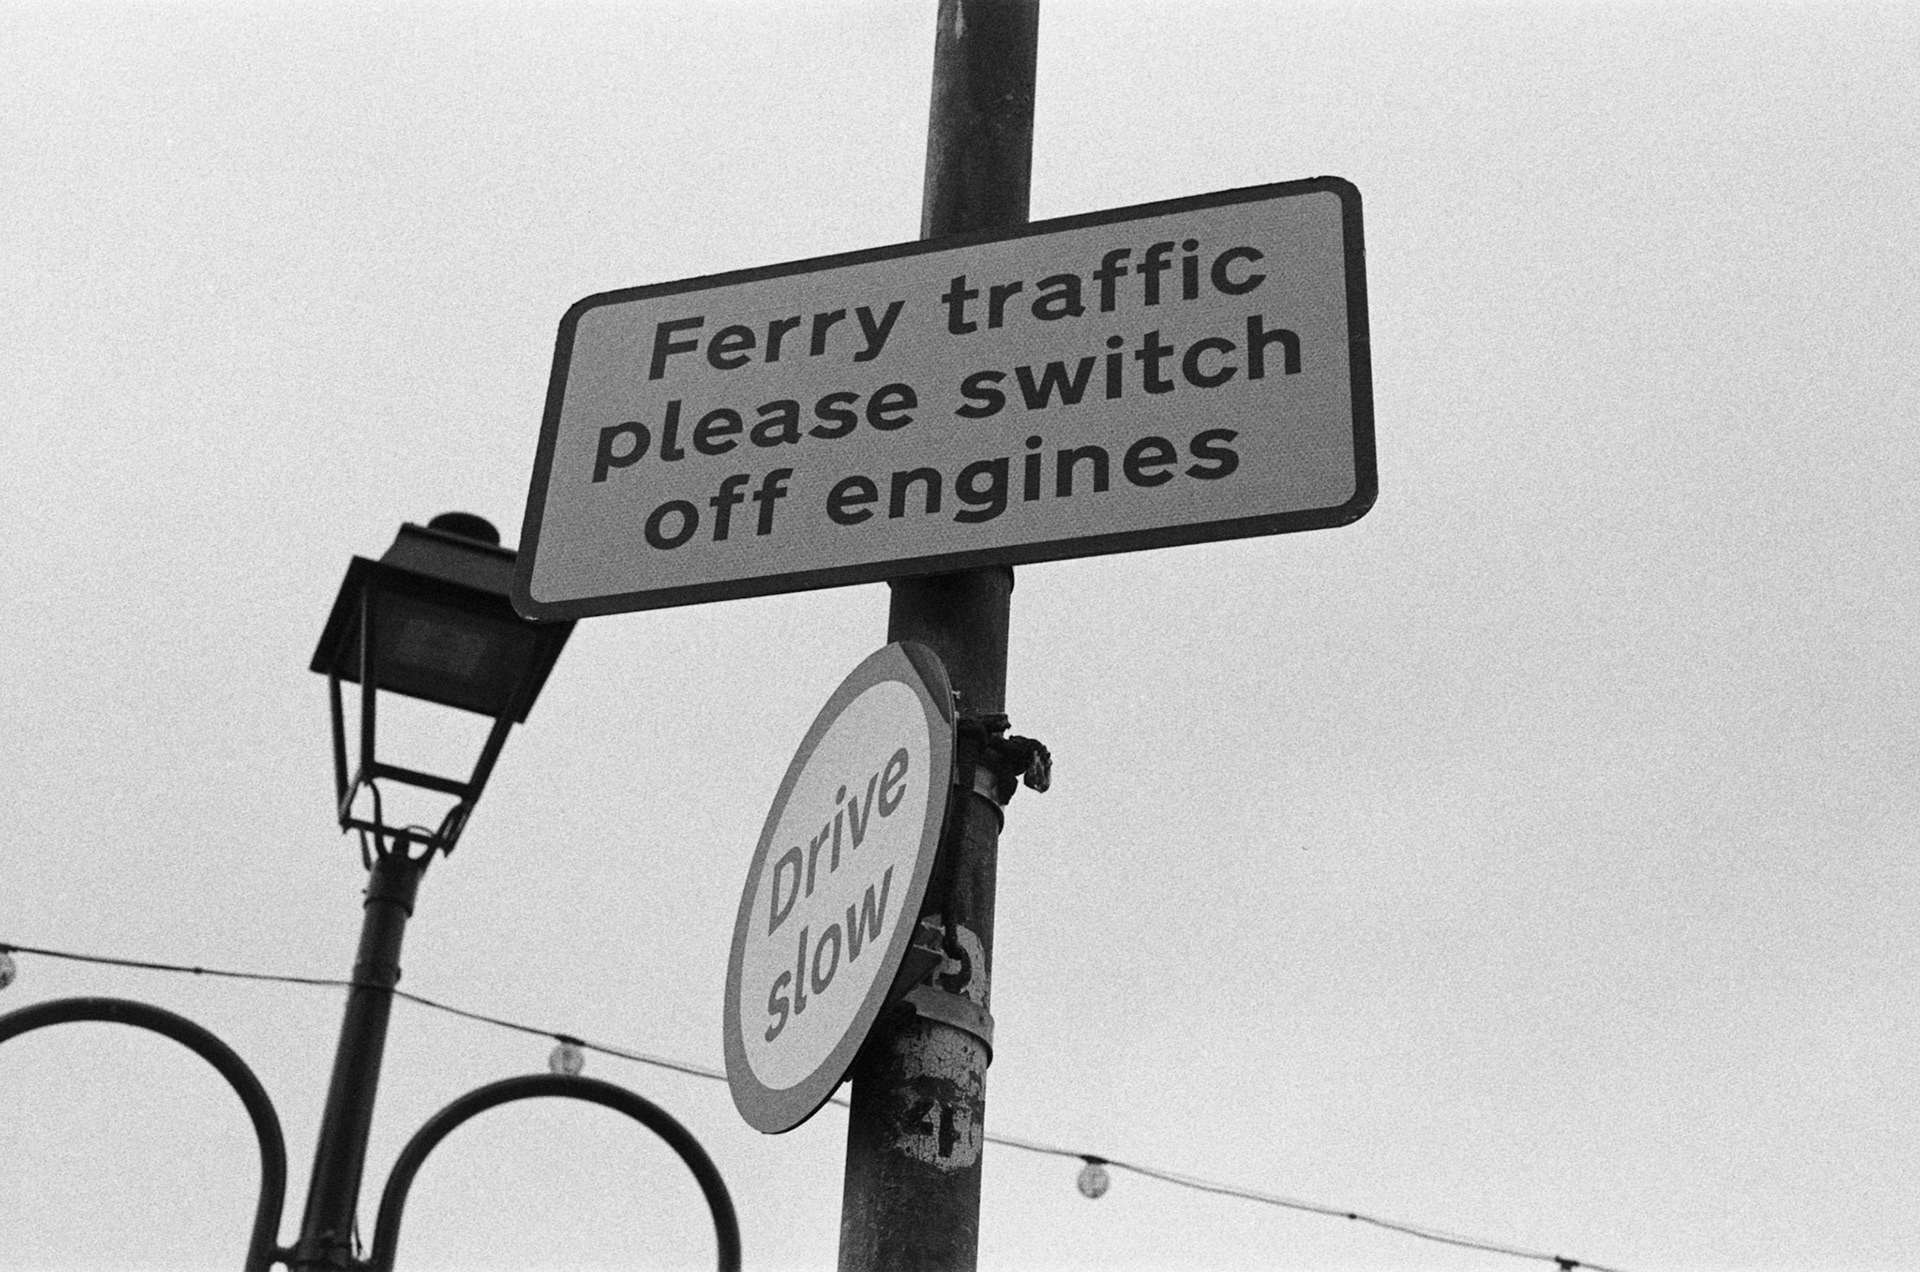 Ferry traffic
please switch
off engines
Drive
slow